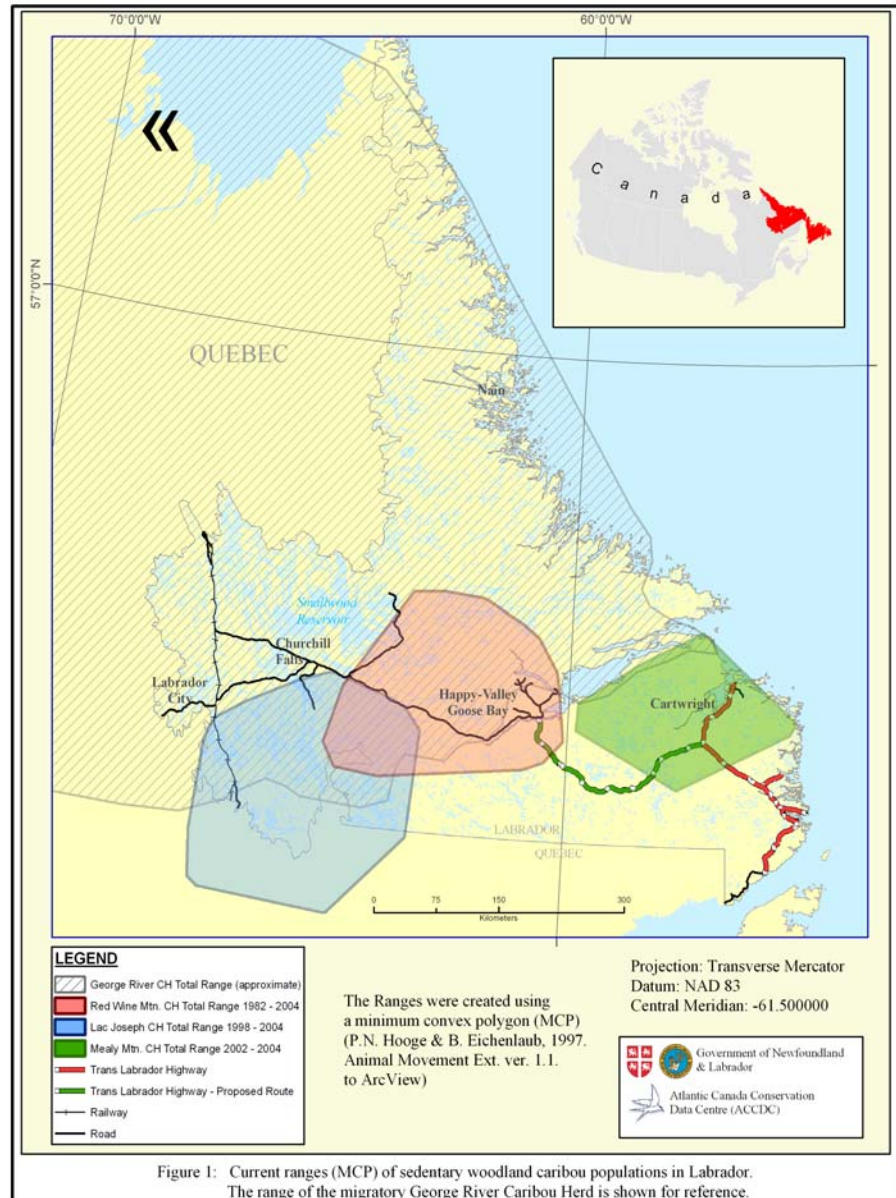 70°0'0"W
60°0'0"W
57°0'0"N
Canada
QUEBEC
Nain
Smallwood
Reservoir
Churchill
Falls
Labrador
City
Happy-Valley
Goose Bay
Cartwright
LABRADOR
QUEBEC
0 75 150 300
Kilometers
LEGEND
George River CH Total Range (approximate)
Red Wine Mtn. CH Total Range 1982 - 2004
Lac Joseph CH Total Range 1998 - 2004
Mealy Mtn. CH Total Range 2002 - 2004
Trans Labrador Highway
Trans Labrador Highway - Proposed Route
Railway
Road
The Ranges were created using
a minimum convex polygon (MCP)
(P.N. Hooge & B. Eichenlaub, 1997.
Animal Movement Ext. ver. 1.1.
to ArcView)
Projection: Transverse Mercator
Datum: NAD 83
Central Meridian: -61.500000
Government of Newfoundland
& Labrador
Atlantic Canada Conservation
Data Centre (ACCDC)
Figure 1: Current ranges (MCP) of sedentary woodland caribou populations in Labrador.
The range of the migratory George River Caribou Herd is shown for reference.